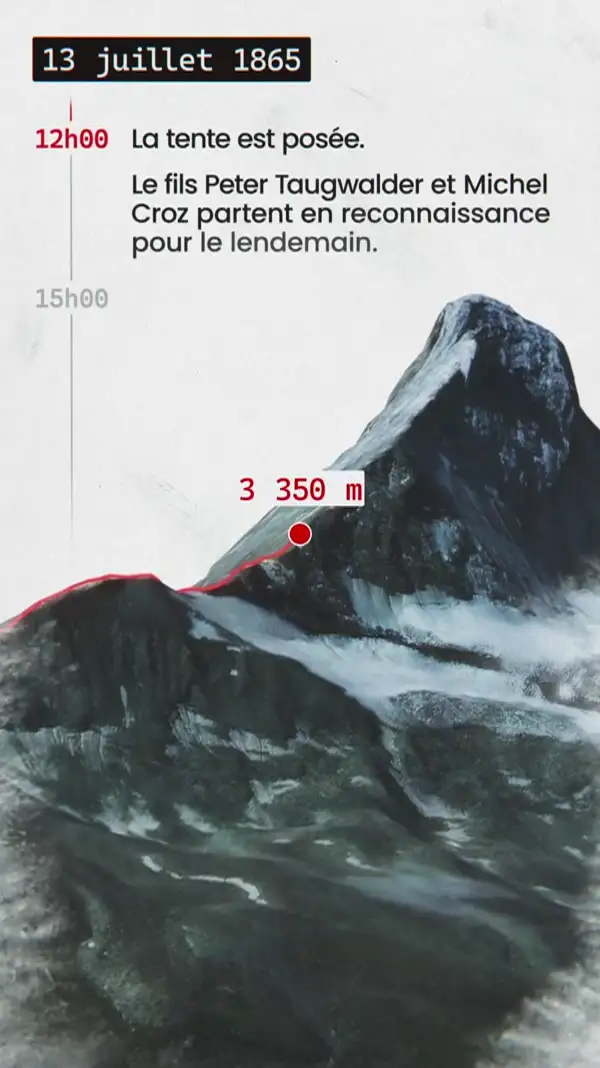 13 juillet 1865
12h00
La tente est posée.
Le fils Peter Taugwalder et Michel
Croz partent en reconnaissance
pour le lendemain.
15h00
3 350 m